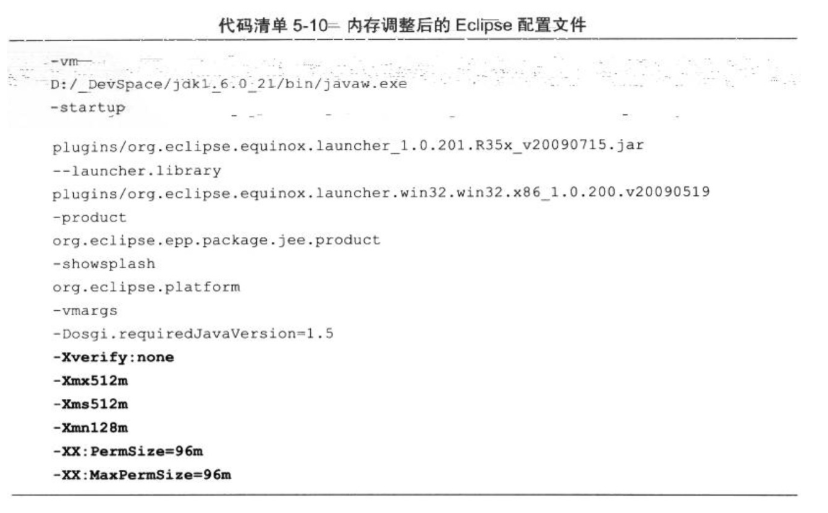 代码清单 5-10 内存调整后的 Eclipse 配置文件
-vm
D:/_DevSpace/jdk1.6.0_21/bin/javaw.exe
-startup
plugins/org.eclipse.equinox.launcher_1.0.201.R35x_v20090715.jar
--launcher.library
plugins/org.eclipse.equinox.launcher.win32.win32.x86_1.0.200.v20090519
-product
org.eclipse.epp.package.jee.product
-showsplash
org.eclipse.platform
-vmargs
-Dosgi.requiredJavaVersion=1.5
-Xverify:none
-Xmx512m
-Xms512m
-Xmn128m
-XX:PermSize=96m
-XX:MaxPermSize=96m